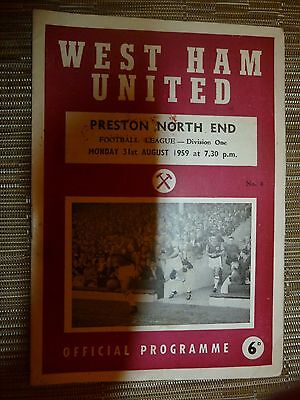 WEST HAM
UNITED
PRESTON NORTH END
FOOTBALL LEAGUE — Division One
MONDAY 31st AUGUST 1959 at 7.30 p.m.
No. 4
OFFICIAL PROGRAMME 6D